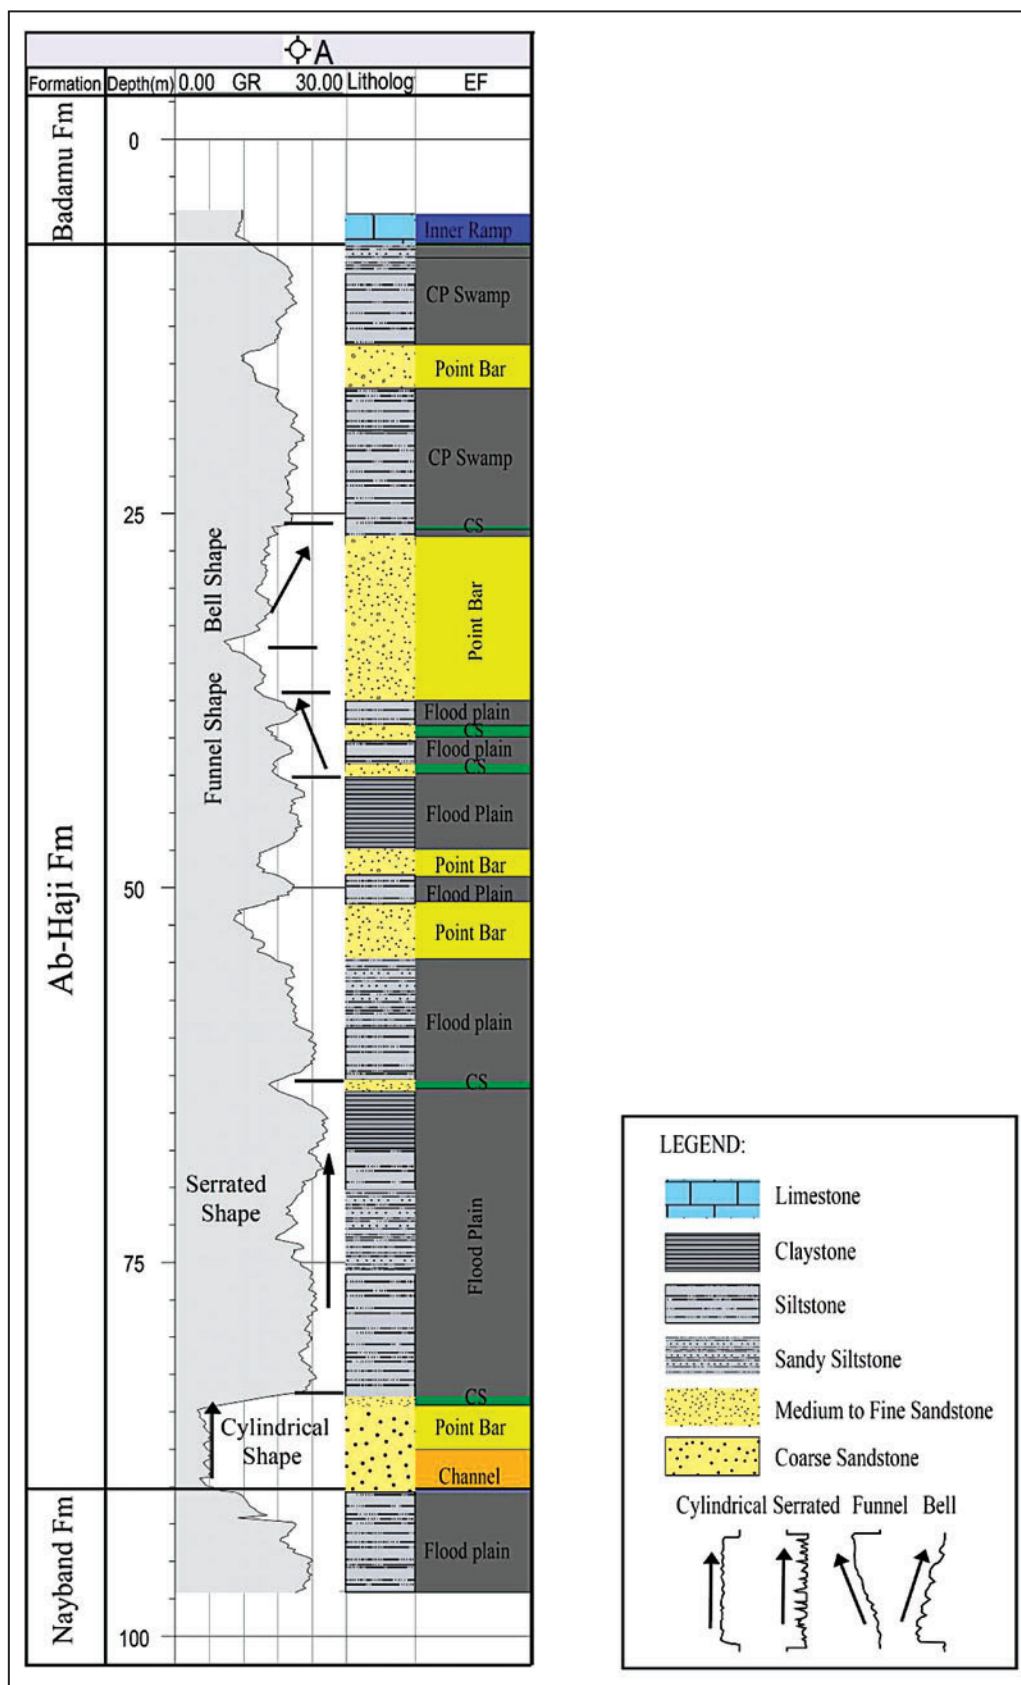 A
Formation Depth(m) 0.00 GR 30.00 Litholog EF
Badamu Fm
0
Inner Ramp
CP Swamp
Point Bar
CP Swamp
25
CS
Bell Shape
Point Bar
Funnel Shape
Flood plain
CS
Flood plain
CS
Flood Plain
Ab-Haji Fm
Point Bar
50
Flood Plain
Point Bar
Flood plain
CS
Serrated
Shape
Flood Plain
75
CS
Cylindrical
Shape
Point Bar
Channel
Nayband Fm
Flood plain
100
LEGEND:
Limestone
Claystone
Siltstone
Sandy Siltstone
Medium to Fine Sandstone
Coarse Sandstone
Cylindrical Serrated Funnel Bell